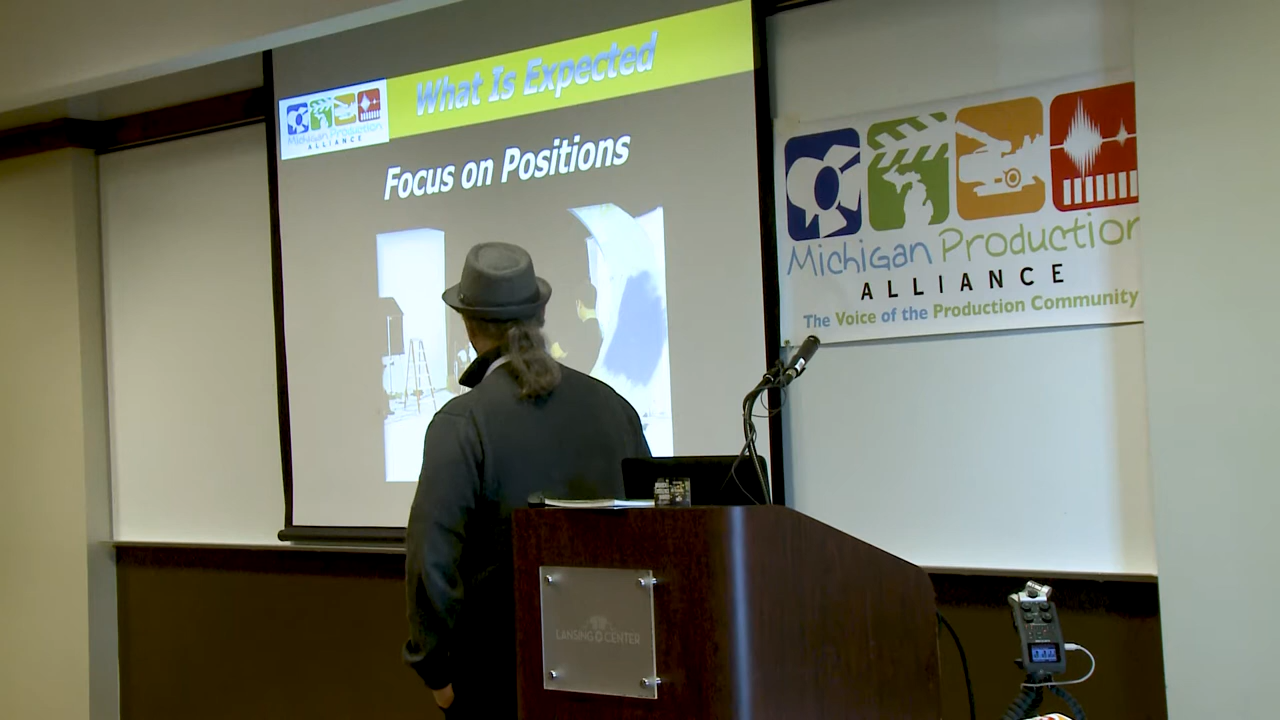 What Is Expected
Michigan Production
ALLIANCE
Focus on Positions
Michigan Production
ALLIANCE
The Voice of the Production Community
LANSING CENTER